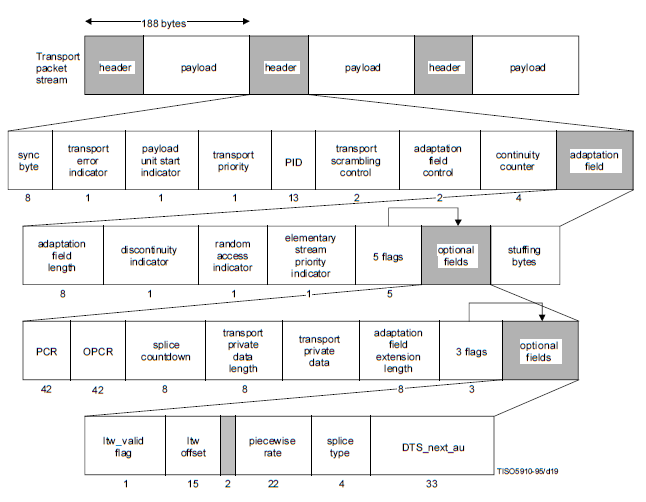 188 bytes
Transport
packet
stream
header
payload
header
payload
header
payload
sync
byte
transport
error
indicator
payload
unit start
indicator
transport
priority
PID
transport
scrambling
control
adaptation
field
control
continuity
counter
adaptation
field
8
1
1
1
13
2
2
4
adaptation
field
length
discontinuity
indicator
random
access
indicator
elementary
stream
priority
indicator
5 flags
optional
fields
stuffing
bytes
8
1
1
1
5
PCR
OPCR
splice
countdown
transport
private
data
length
transport
private
data
adaptation
field
extension
length
3 flags
optional
fields
42
42
8
8
8
3
ltw_valid
flag
ltw
offset
piecewise
rate
splice
type
DTS_next_au
1
15
2
22
4
33
TISO5910-95/d19